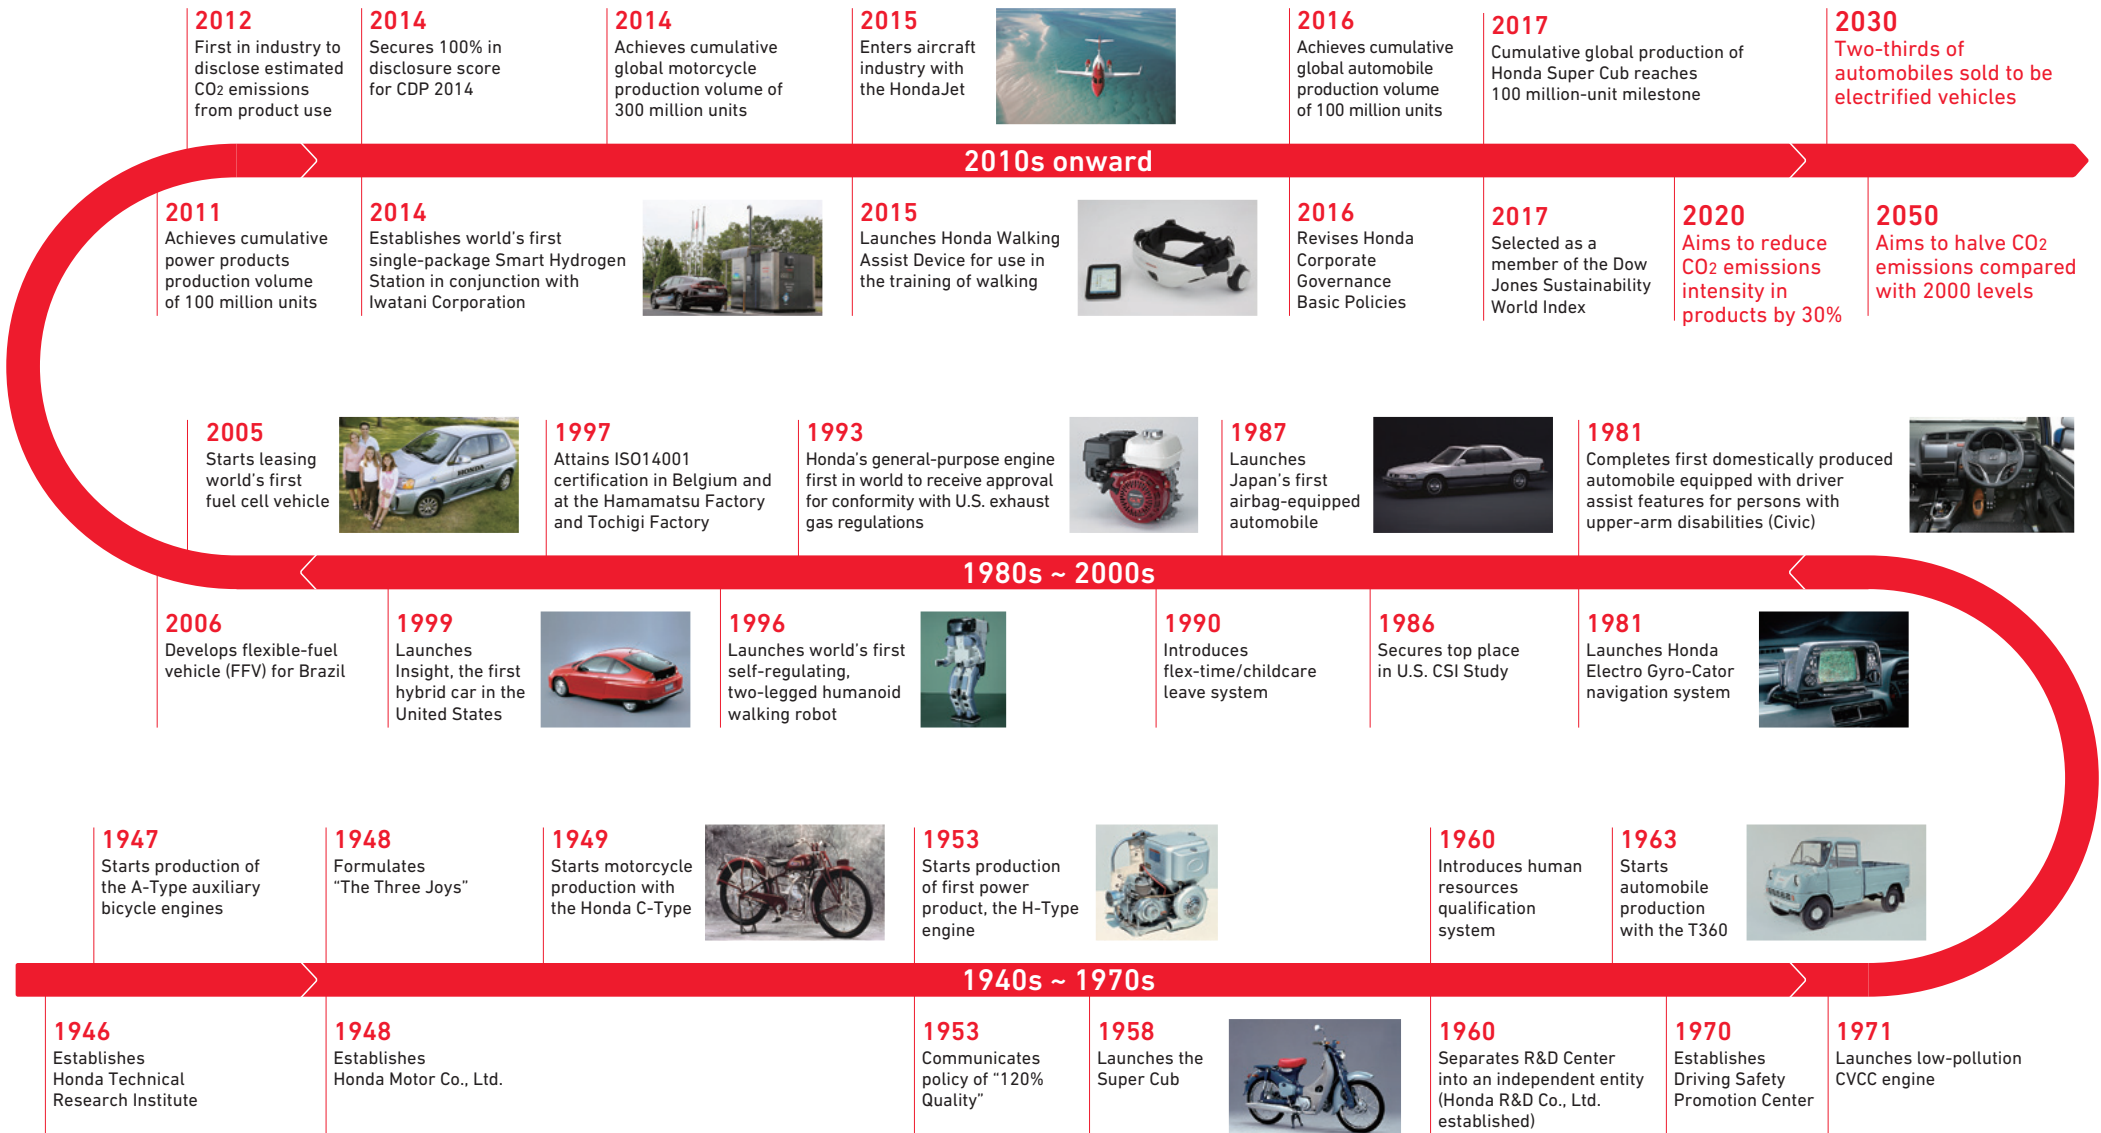 2012
First in industry to
disclose estimated
CO2 emissions
from product use
2014
Secures 100% in
disclosure score
for CDP 2014
2014
Achieves cumulative
global motorcycle
production volume of
300 million units
2015
Enters aircraft
industry with
the HondaJet
2016
Achieves cumulative
global automobile
production volume
of 100 million units
2017
Cumulative global production of
Honda Super Cub reaches
100 million-unit milestone
2030
Two-thirds of
automobiles sold to be
electrified vehicles
2010s onward
2011
Achieves cumulative
power products
production volume
of 100 million units
2014
Establishes world's first
single-package Smart Hydrogen
Station in conjunction with
Iwatani Corporation
2015
Launches Honda Walking
Assist Device for use in
the training of walking
2016
Revises Honda
Corporate
Governance
Basic Policies
2017
Selected as a
member of the Dow
Jones Sustainability
World Index
2020
Aims to reduce
CO2 emissions
intensity in
products by 30%
2050
Aims to halve CO2
emissions compared
with 2000 levels
2005
Starts leasing
world's first
fuel cell vehicle
HONDA
1997
Attains ISO14001
certification in Belgium and
at the Hamamatsu Factory
and Tochigi Factory
1993
Honda's general-purpose engine
first in world to receive approval
for conformity with U.S. exhaust
gas regulations
1987
Launches
Japan's first
airbag-equipped
automobile
1981
Completes first domestically produced
automobile equipped with driver
assist features for persons with
upper-arm disabilities (Civic)
1980s ~ 2000s
2006
Develops flexible-fuel
vehicle (FFV) for Brazil
1999
Launches
Insight, the first
hybrid car in the
United States
1996
Launches world's first
self-regulating,
two-legged humanoid
walking robot
1990
Introduces
flex-time/childcare
leave system
1986
Secures top place
in U.S. CSI Study
1981
Launches Honda
Electro Gyro-Cator
navigation system
1947
Starts production of
the A-Type auxiliary
bicycle engines
1948
Formulates
“The Three Joys”
1949
Starts motorcycle
production with
the Honda C-Type
1953
Starts production
of first power
product, the H-Type
engine
1960
Introduces human
resources
qualification
system
1963
Starts
automobile
production
with the T360
1940s ~ 1970s
1946
Establishes
Honda Technical
Research Institute
1948
Establishes
Honda Motor Co., Ltd.
1953
Communicates
policy of “120%
Quality”
1958
Launches the
Super Cub
1960
Separates R&D Center
into an independent entity
(Honda R&D Co., Ltd.
established)
1970
Establishes
Driving Safety
Promotion Center
1971
Launches low-pollution
CVCC engine